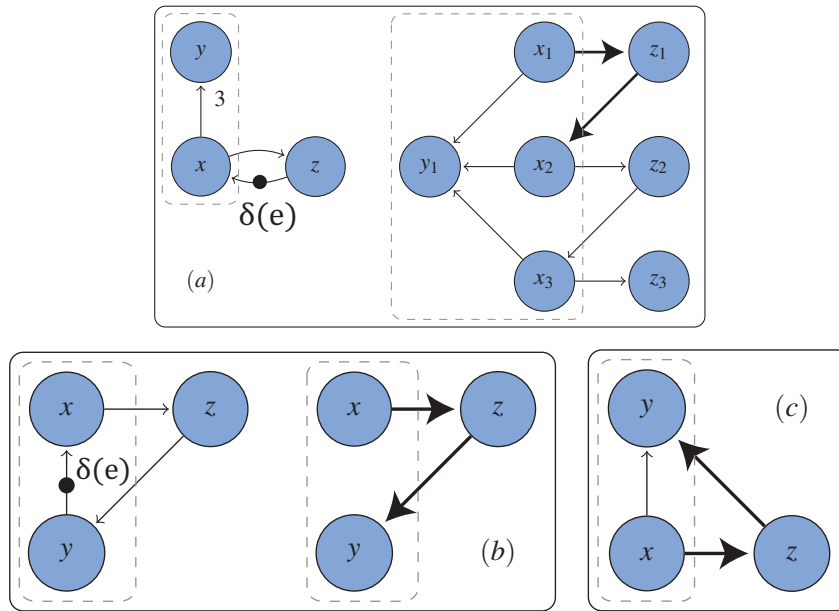 y
x₁
z₁
3
x
z
y₁
x₂
z₂
δ(e)
(a)
x₃
z₃
x
z
x
z
y
(c)
δ(e)
y
y
(b)
x
z